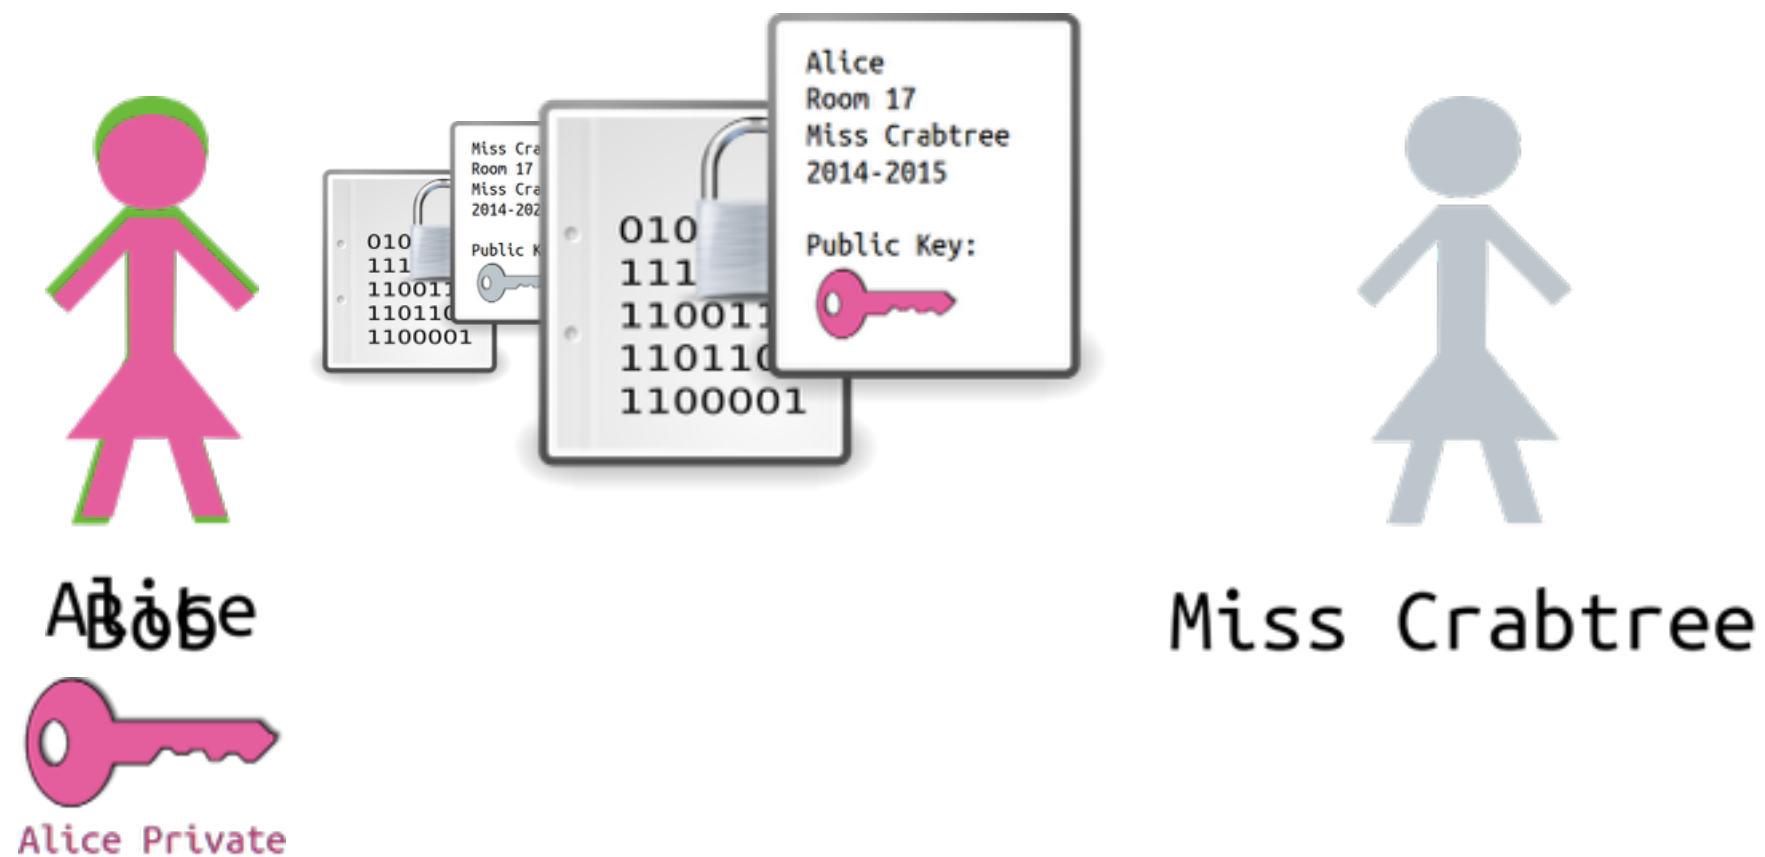 Alice
Room 17
Miss Crabtree
2014-2015
Public Key:
Miss Cra
Room 17
Miss Cra
2014-202
Public K
010
111
11001
11011
1100001
010
111
110011
110110
1100001
Alice
Bob
Miss Crabtree
Alice Private